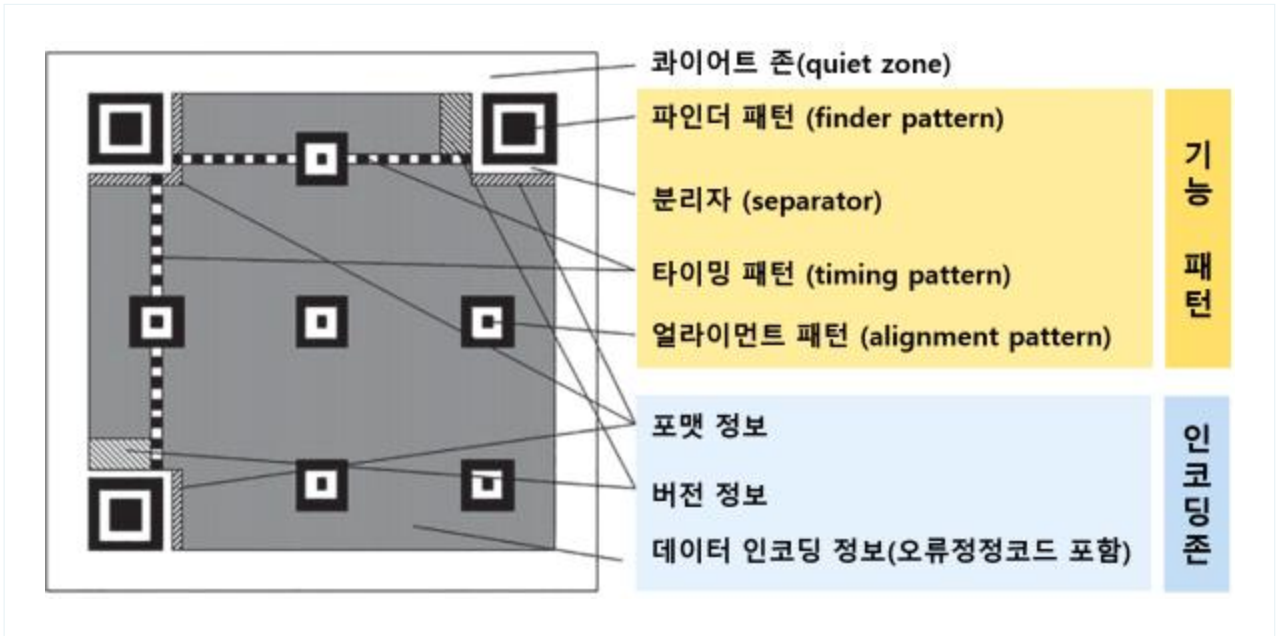 콰이어트 존(quiet zone)
파인더 패턴 (finder pattern)
분리자 (separator)
타이밍 패턴 (timing pattern)
얼라이먼트 패턴 (alignment pattern)
기능 패턴
포맷 정보
버전 정보
데이터 인코딩 정보(오류정정코드 포함)
인코딩존